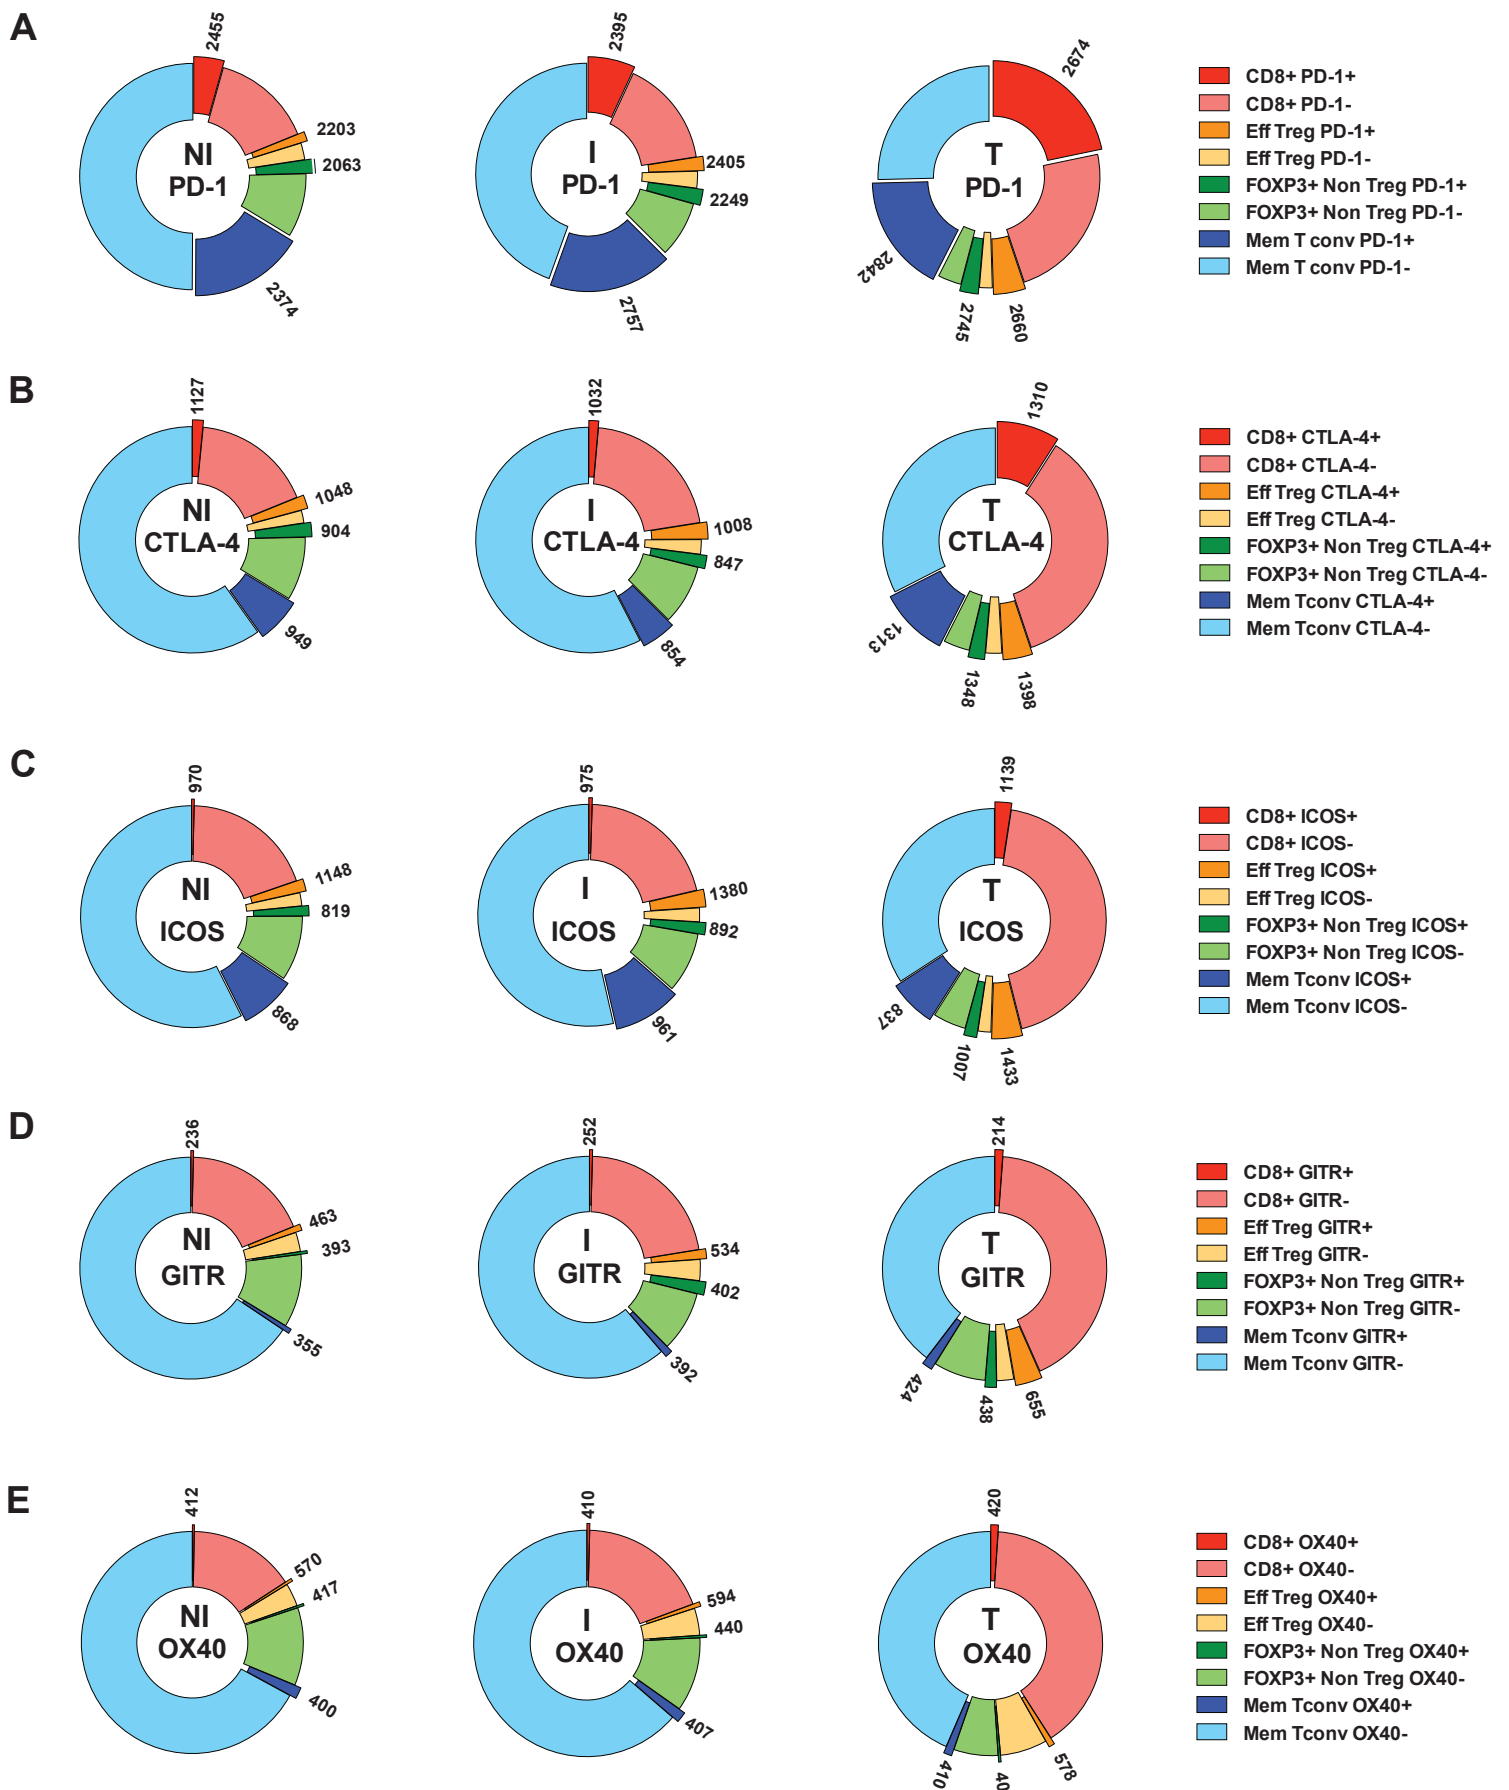 A
2455
2203
2063
2374
NI
PD-1
2395
2405
2249
2757
I
PD-1
2674
2660
2745
2842
T
PD-1
CD8+ PD-1+
CD8+ PD-1-
Eff Treg PD-1+
Eff Treg PD-1-
FOXP3+ Non Treg PD-1+
FOXP3+ Non Treg PD-1-
Mem T conv PD-1+
Mem T conv PD-1-
B
1127
1048
904
949
NI
CTLA-4
1032
1008
847
854
I
CTLA-4
1310
1398
1348
1313
T
CTLA-4
CD8+ CTLA-4+
CD8+ CTLA-4-
Eff Treg CTLA-4+
Eff Treg CTLA-4-
FOXP3+ Non Treg CTLA-4+
FOXP3+ Non Treg CTLA-4-
Mem Tconv CTLA-4+
Mem Tconv CTLA-4-
C
970
1148
819
868
NI
ICOS
975
1380
892
961
I
ICOS
1139
1433
1007
837
T
ICOS
CD8+ ICOS+
CD8+ ICOS-
Eff Treg ICOS+
Eff Treg ICOS-
FOXP3+ Non Treg ICOS+
FOXP3+ Non Treg ICOS-
Mem Tconv ICOS+
Mem Tconv ICOS-
D
236
463
393
355
NI
GITR
252
534
402
392
I
GITR
214
655
438
424
T
GITR
CD8+ GITR+
CD8+ GITR-
Eff Treg GITR+
Eff Treg GITR-
FOXP3+ Non Treg GITR+
FOXP3+ Non Treg GITR-
Mem Tconv GITR+
Mem Tconv GITR-
E
412
570
417
400
NI
OX40
410
594
440
407
I
OX40
420
578
40
410
T
OX40
CD8+ OX40+
CD8+ OX40-
Eff Treg OX40+
Eff Treg OX40-
FOXP3+ Non Treg OX40+
FOXP3+ Non Treg OX40-
Mem Tconv OX40+
Mem Tconv OX40-